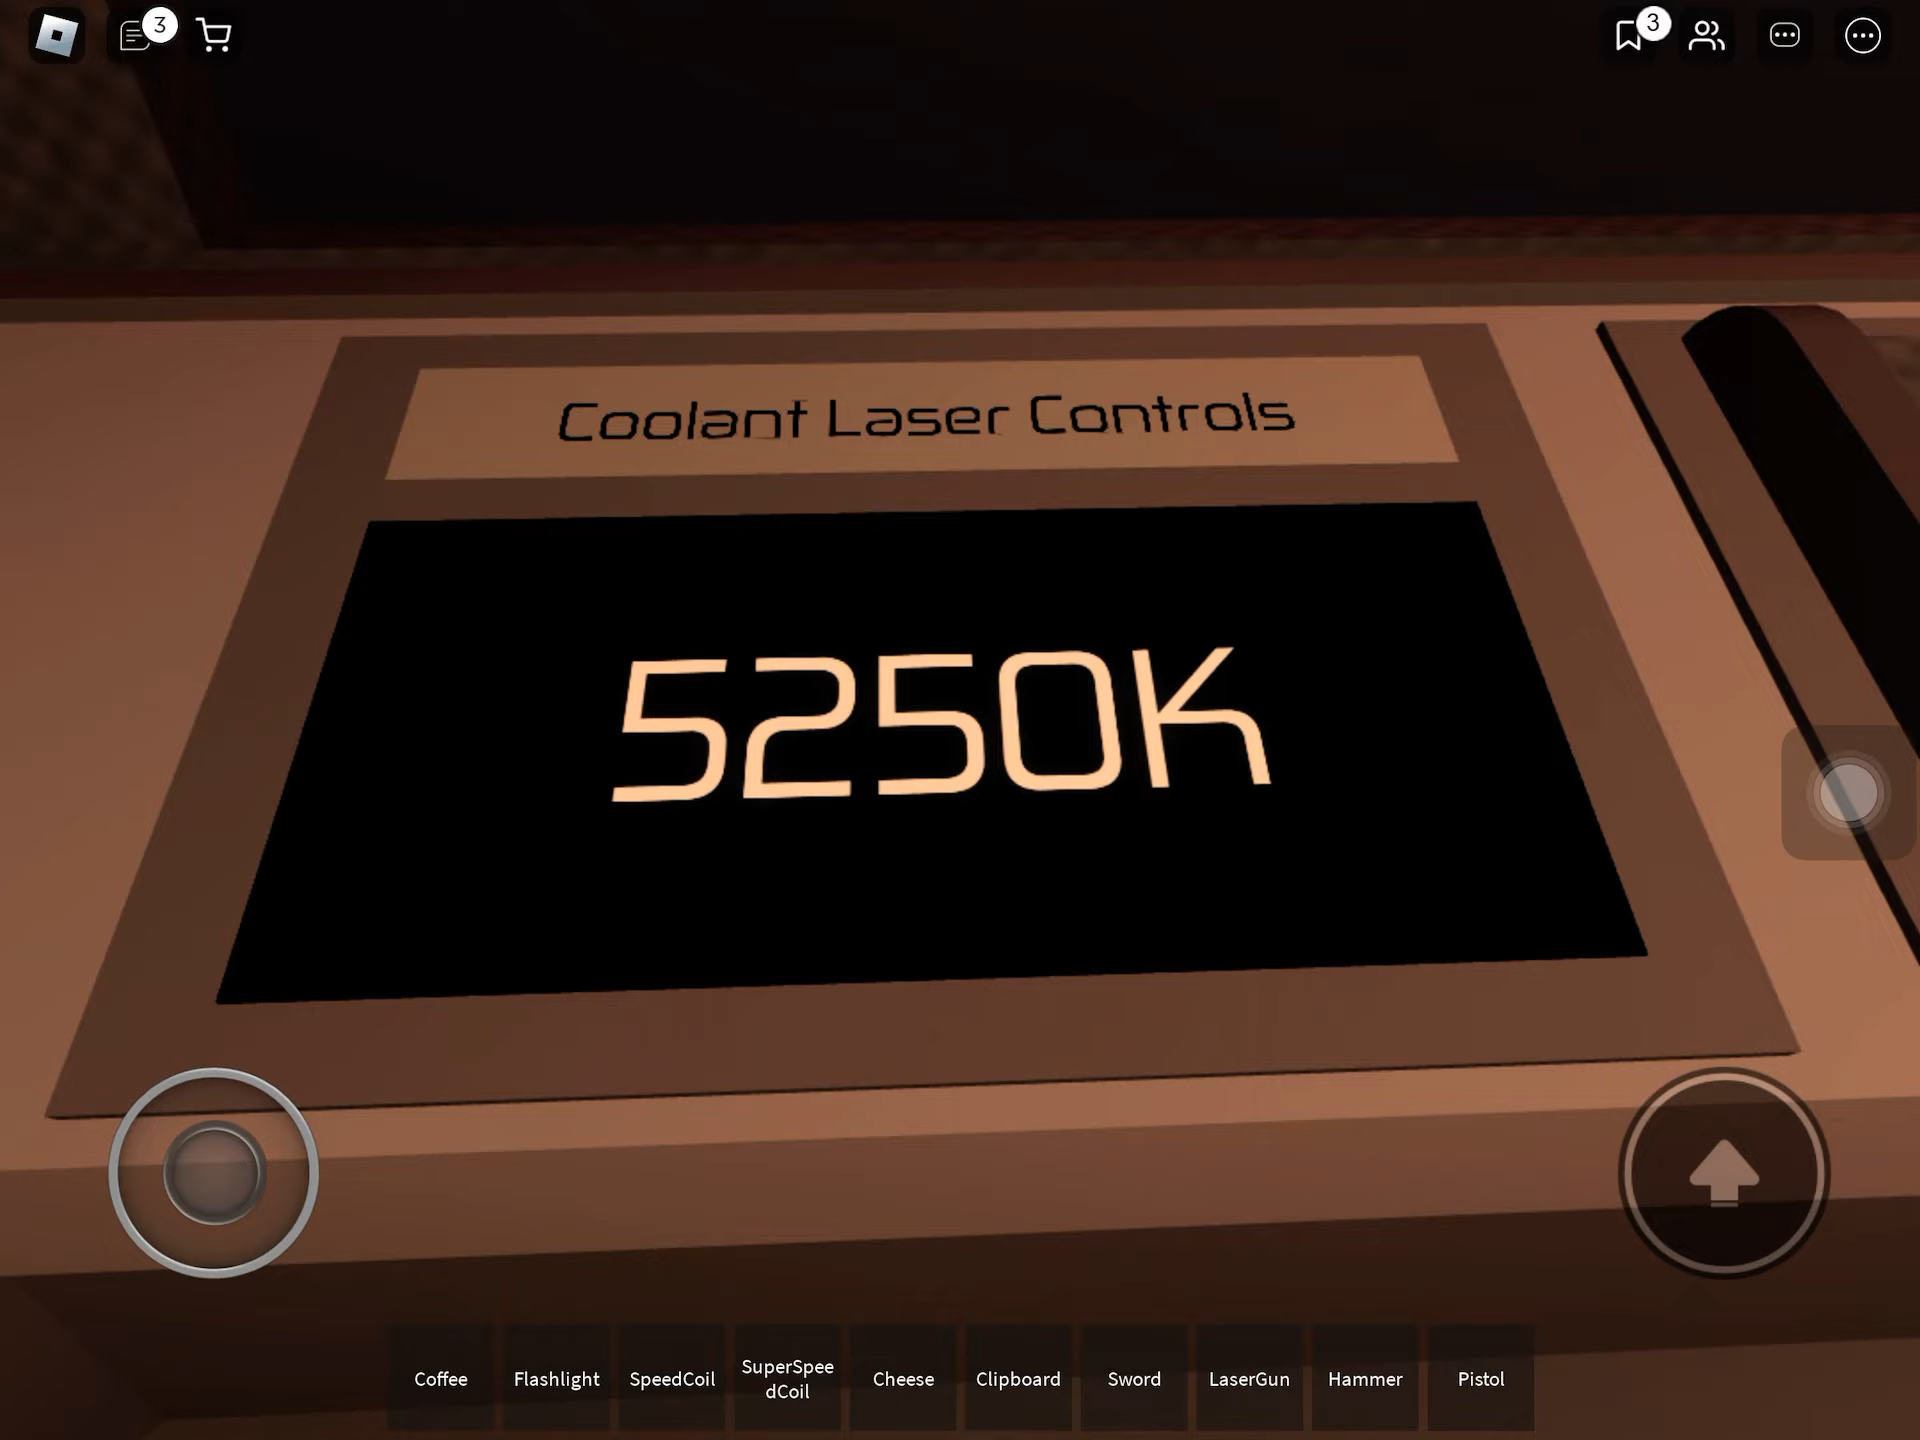 3
3
Coolant Laser Controls
5250K
Coffee
Flashlight
SpeedCoil
SuperSpee
dCoil
Cheese
Clipboard
Sword
LaserGun
Hammer
Pistol